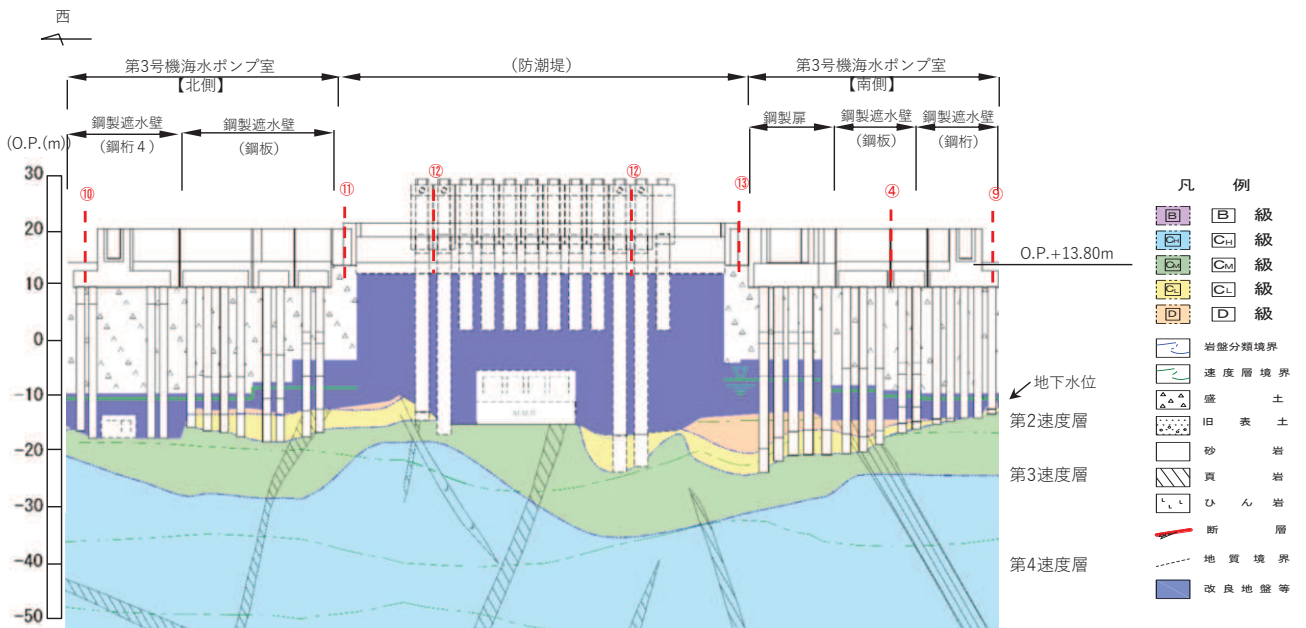 西
第3号機海水ポンプ室
【北側】
(防潮堤)
第3号機海水ポンプ室
【南側】
鋼製遮水壁
(鋼桁4)
鋼製遮水壁
(鋼板)
鋼製扉
鋼製遮水壁
(鋼板)
鋼製遮水壁
(鋼桁)
(O.P.(m))
30
20
10
0
-10
-20
-30
-40
-50
⑩
⑪
⑫
⑫
⑬
④
⑨
O.P.+13.80m
地下水位
第2速度層
第3速度層
第4速度層
凡 例
B B 級
CH CH 級
CM CM 級
CL CL 級
D D 級
岩盤分類境界
速度層境界
盛 土
旧 表 土
砂 岩
頁 岩
ひ ん 岩
断 層
地 質 境 界
改 良 地 盤 等